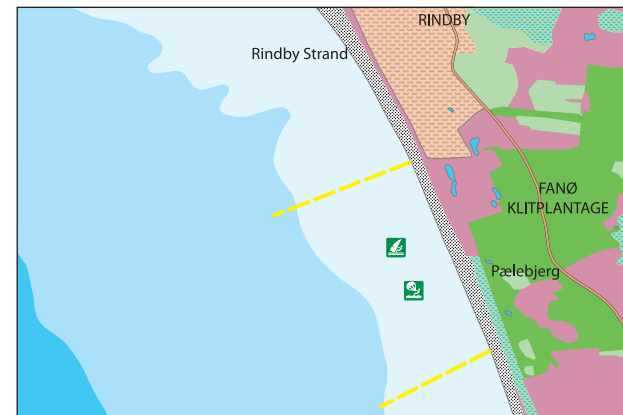 RINDBY
Rindby Strand
FANØ
KLITPLANTAGE
Pælebjerg